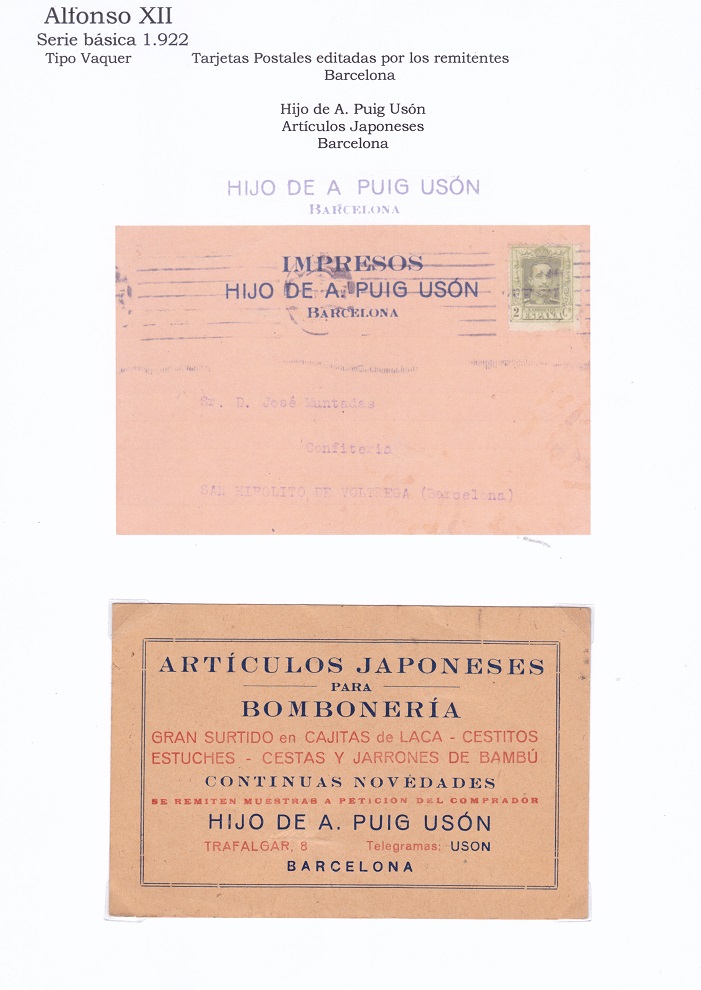 Alfonso XII
Serie básica 1.922
Tipo Vaquer Tarjetas Postales editadas por los remitentes
Barcelona
Hijo de A. Puig Usón
Artículos Japoneses
Barcelona
HIJO DE A PUIG USÓN
BARCELONA
IMPRESOS
HIJO DE A. PUIG USÓN
BARCELONA
2 C.
ESPAÑA
Sr. D. José Muntadas
Confiteria
SAN HIPOLITO DE VOLTREGA (Barcelona)
ARTÍCULOS JAPONESES
PARA
BOMBONERÍA
GRAN SURTIDO en CAJITAS de LACA - CESTITOS
ESTUCHES - CESTAS Y JARRONES DE BAMBÚ
CONTINUAS NOVEDADES
SE REMITEN MUESTRAS A PETICION DEL COMPRADOR
HIJO DE A. PUIG USÓN
TRAFALGAR, 8 Telegramas: USON
BARCELONA